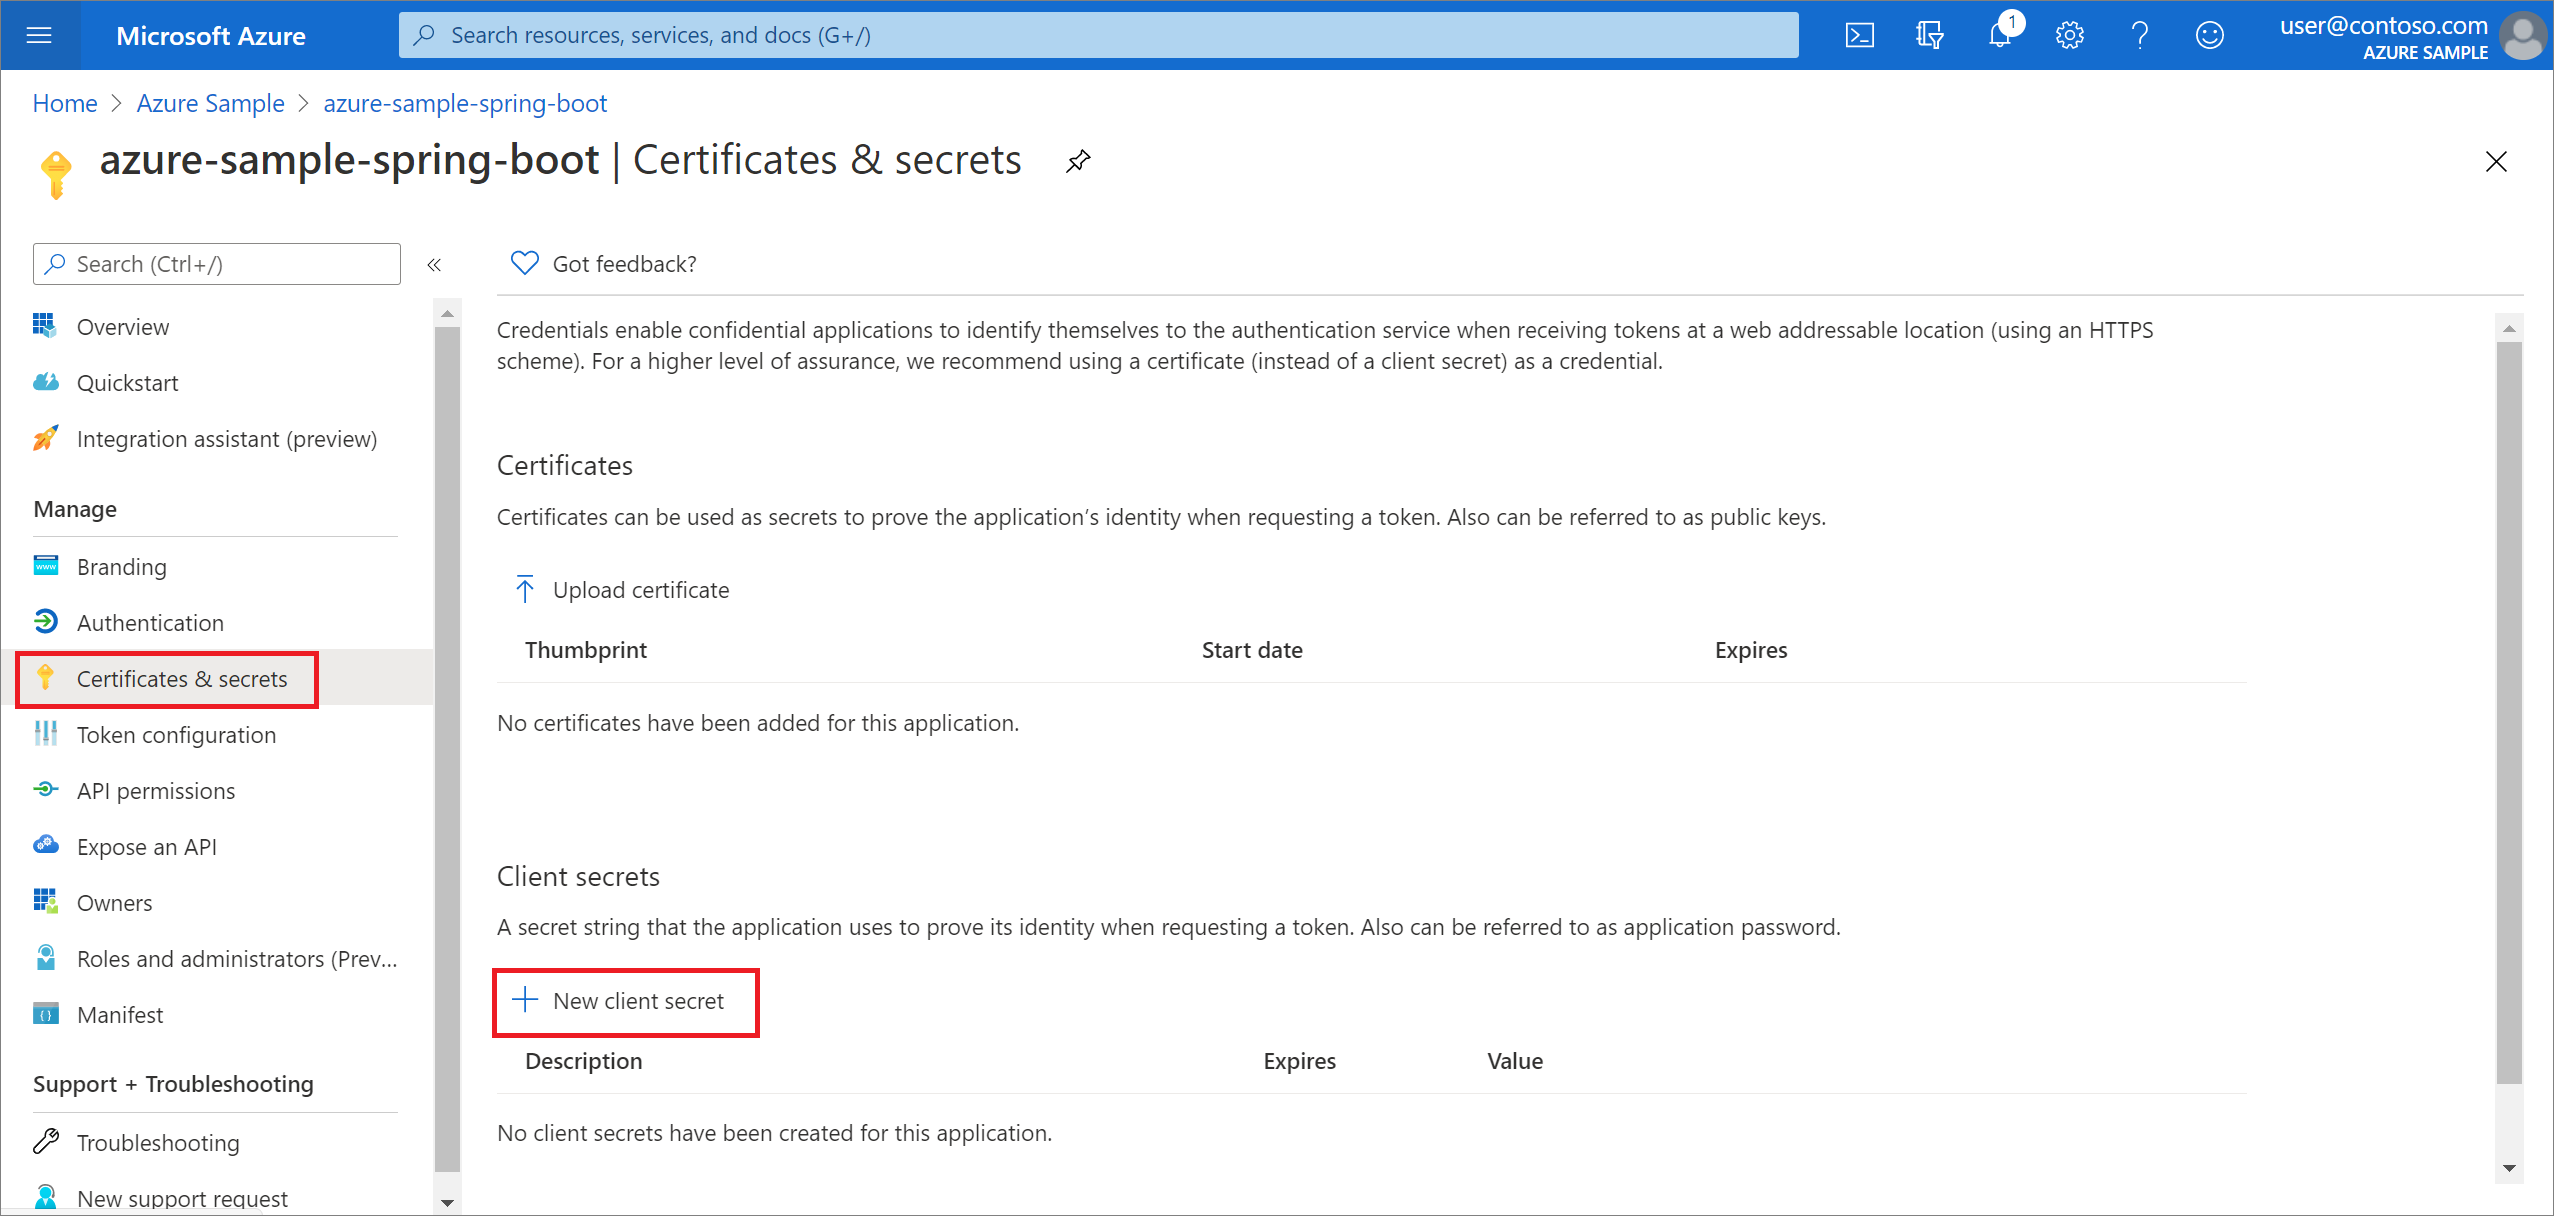 Microsoft Azure
Search resources, services, and docs (G+/)
1
user@contoso.com
AZURE SAMPLE
Home > Azure Sample > azure-sample-spring-boot
azure-sample-spring-boot | Certificates & secrets
Search (Ctrl+/)
«
Overview
Quickstart
Integration assistant (preview)
Manage
Branding
Authentication
Certificates & secrets
Token configuration
API permissions
Expose an API
Owners
Roles and administrators (Prev...
Manifest
Support + Troubleshooting
Troubleshooting
New support request
Got feedback?
Credentials enable confidential applications to identify themselves to the authentication service when receiving tokens at a web addressable location (using an HTTPS
scheme). For a higher level of assurance, we recommend using a certificate (instead of a client secret) as a credential.
Certificates
Certificates can be used as secrets to prove the application’s identity when requesting a token. Also can be referred to as public keys.
Upload certificate
Thumbprint Start date Expires
No certificates have been added for this application.
Client secrets
A secret string that the application uses to prove its identity when requesting a token. Also can be referred to as application password.
New client secret
Description Expires Value
No client secrets have been created for this application.